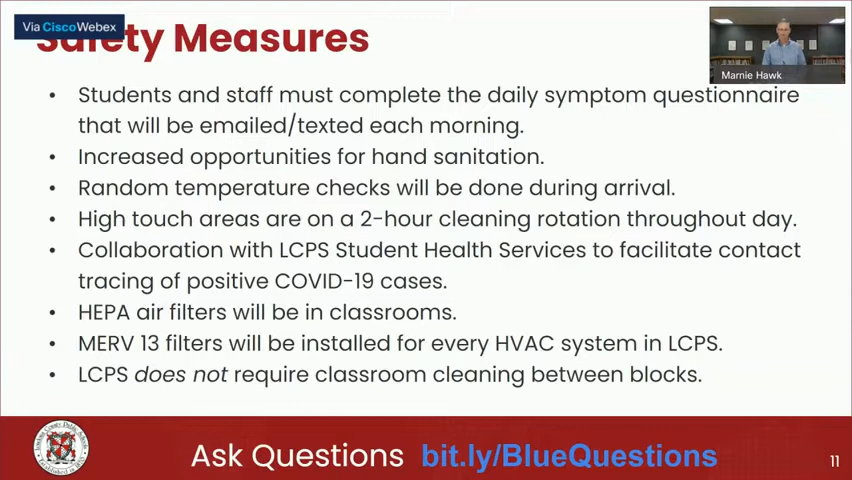 Via Cisco Webex
Safety Measures
Marnie Hawk
• Students and staff must complete the daily symptom questionnaire
that will be emailed/texted each morning.
• Increased opportunities for hand sanitation.
• Random temperature checks will be done during arrival.
• High touch areas are on a 2-hour cleaning rotation throughout day.
• Collaboration with LCPS Student Health Services to facilitate contact
tracing of positive COVID-19 cases.
• HEPA air filters will be in classrooms.
• MERV 13 filters will be installed for every HVAC system in LCPS.
• LCPS does not require classroom cleaning between blocks.
Ask Questions bit.ly/BlueQuestions
11